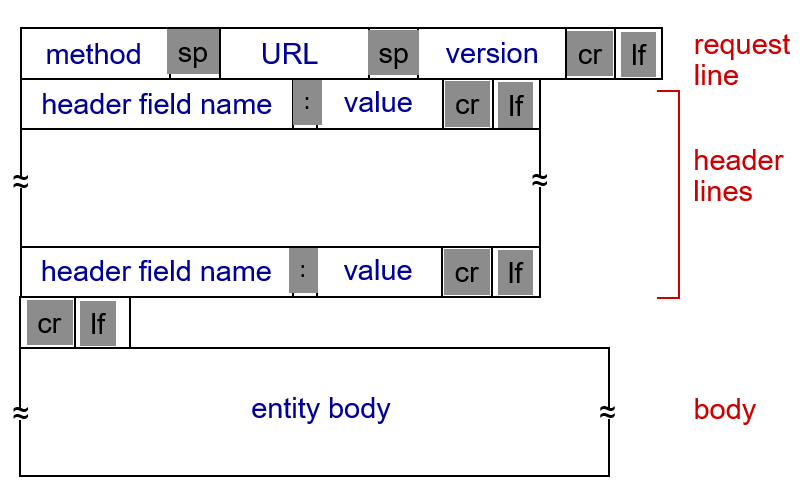 method sp URL sp version cr lf request line
header field name : value cr lf
header lines
header field name : value cr lf
cr lf
entity body body